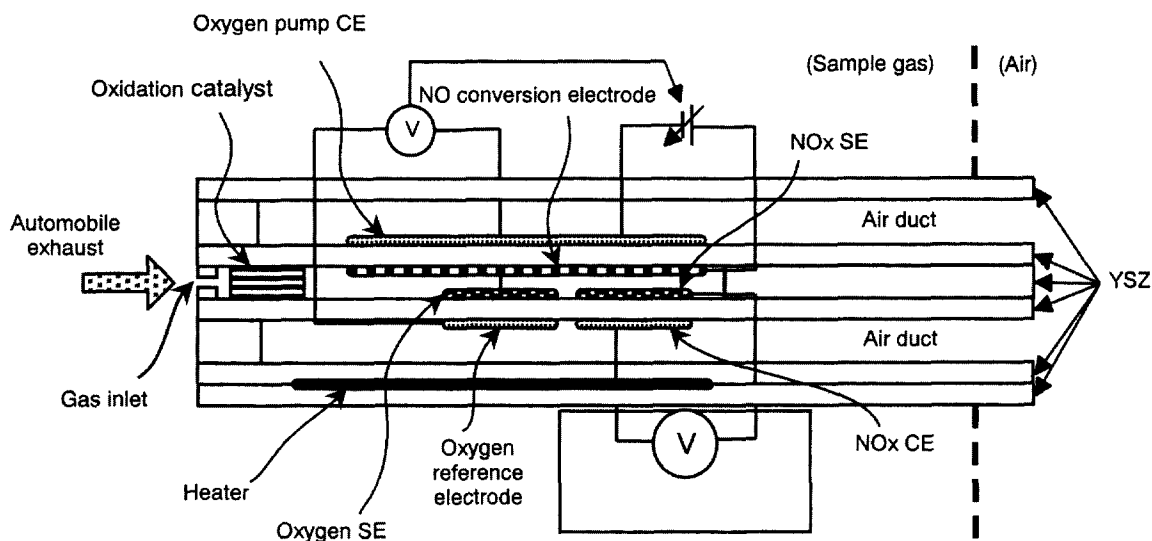 Oxygen pump CE
(Sample gas)
(Air)
Oxidation catalyst
NO conversion electrode
V
NOx SE
Automobile
exhaust
Air duct
YSZ
Air duct
Gas inlet
V
NOx CE
Oxygen
reference
electrode
Heater
Oxygen SE